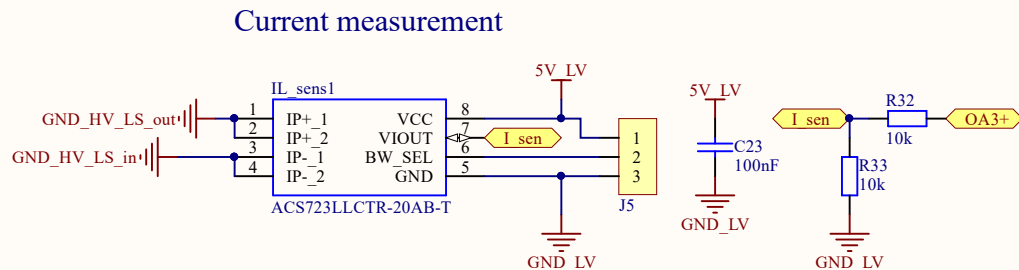 Current measurement
IL_sens1
GND_HV_LS_out
GND_HV_LS_in
1 IP+_1 VCC 8
2 IP+_2 VIOUT 7 I_sen
3 IP-_1 BW_SEL 6
4 IP-_2 GND 5
ACS723LLCTR-20AB-T
5V_LV
1
2
3
J5
GND_LV
5V_LV
C23
100nF
GND_LV
I_sen
R32
10k
OA3+
R33
10k
GND_LV